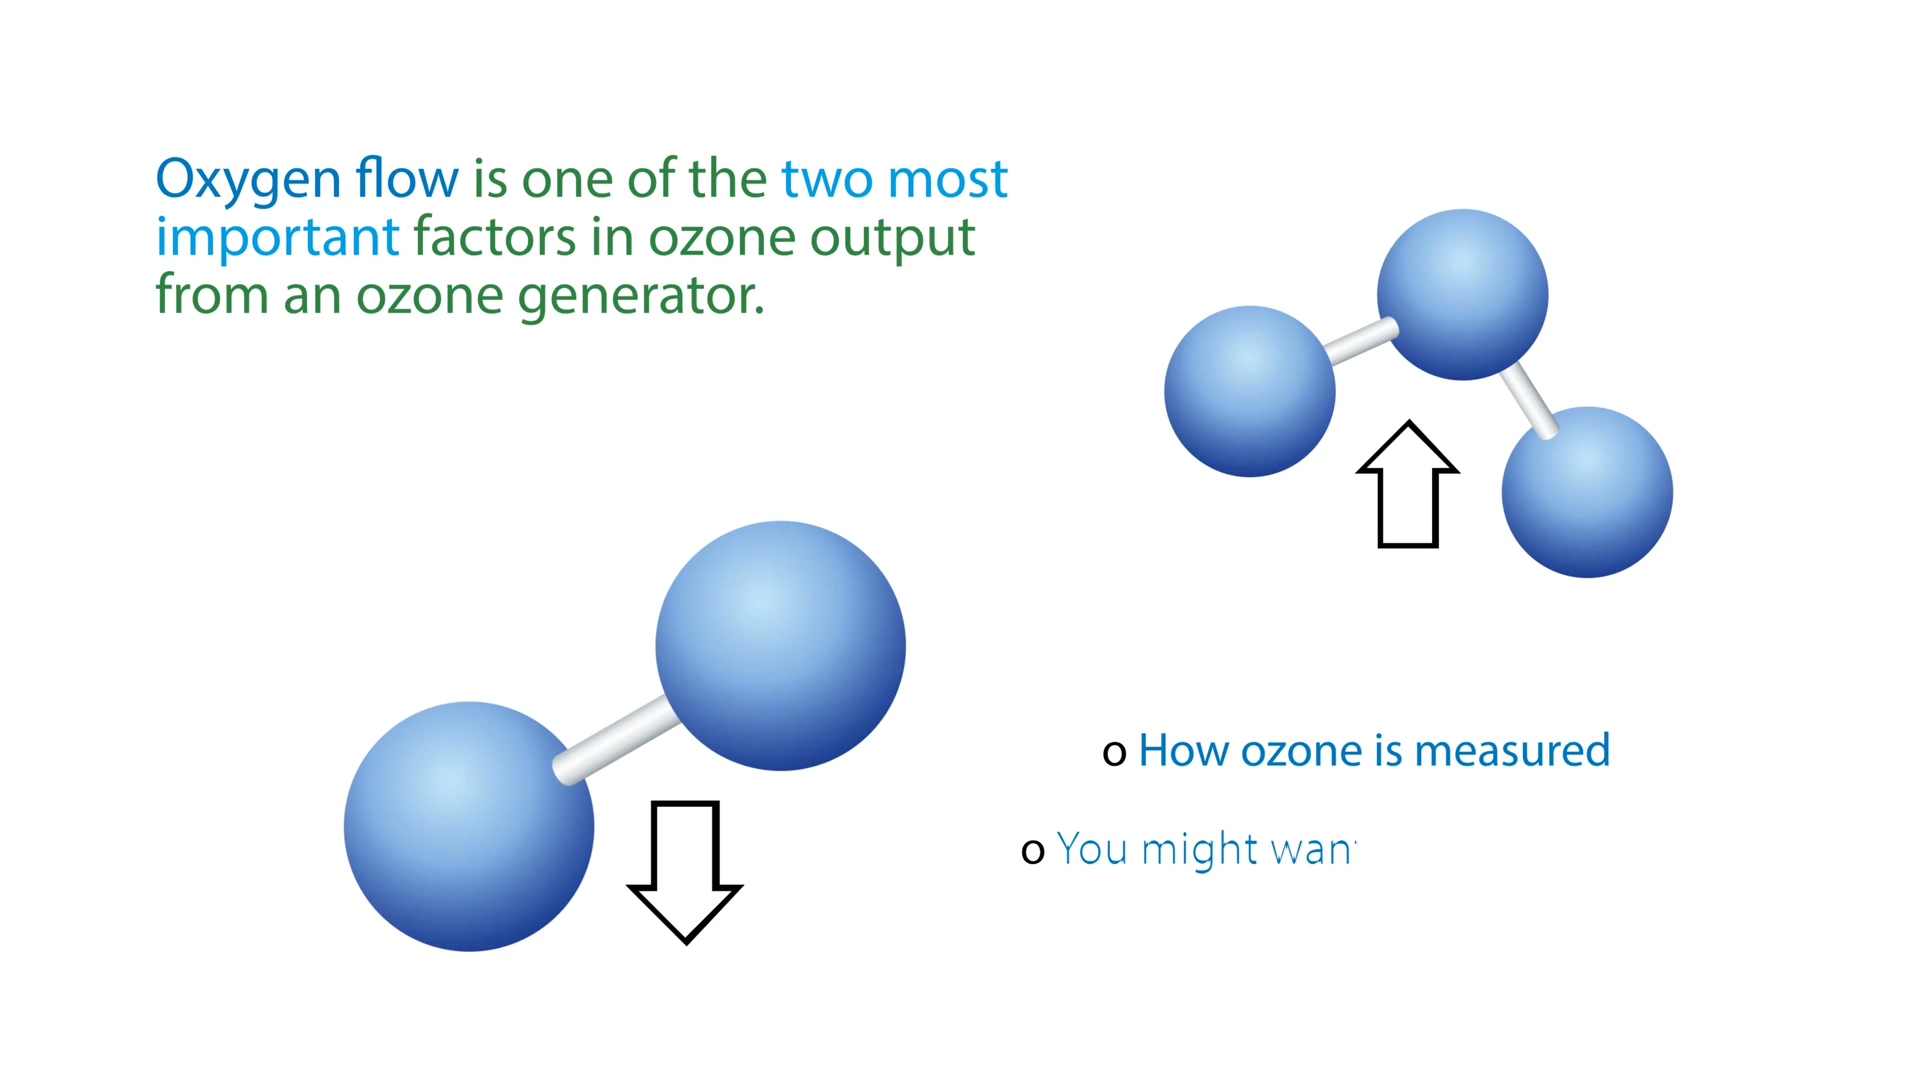 Oxygen flow is one of the two most
important factors in ozone output
from an ozone generator.
o How ozone is measured
o You might wan